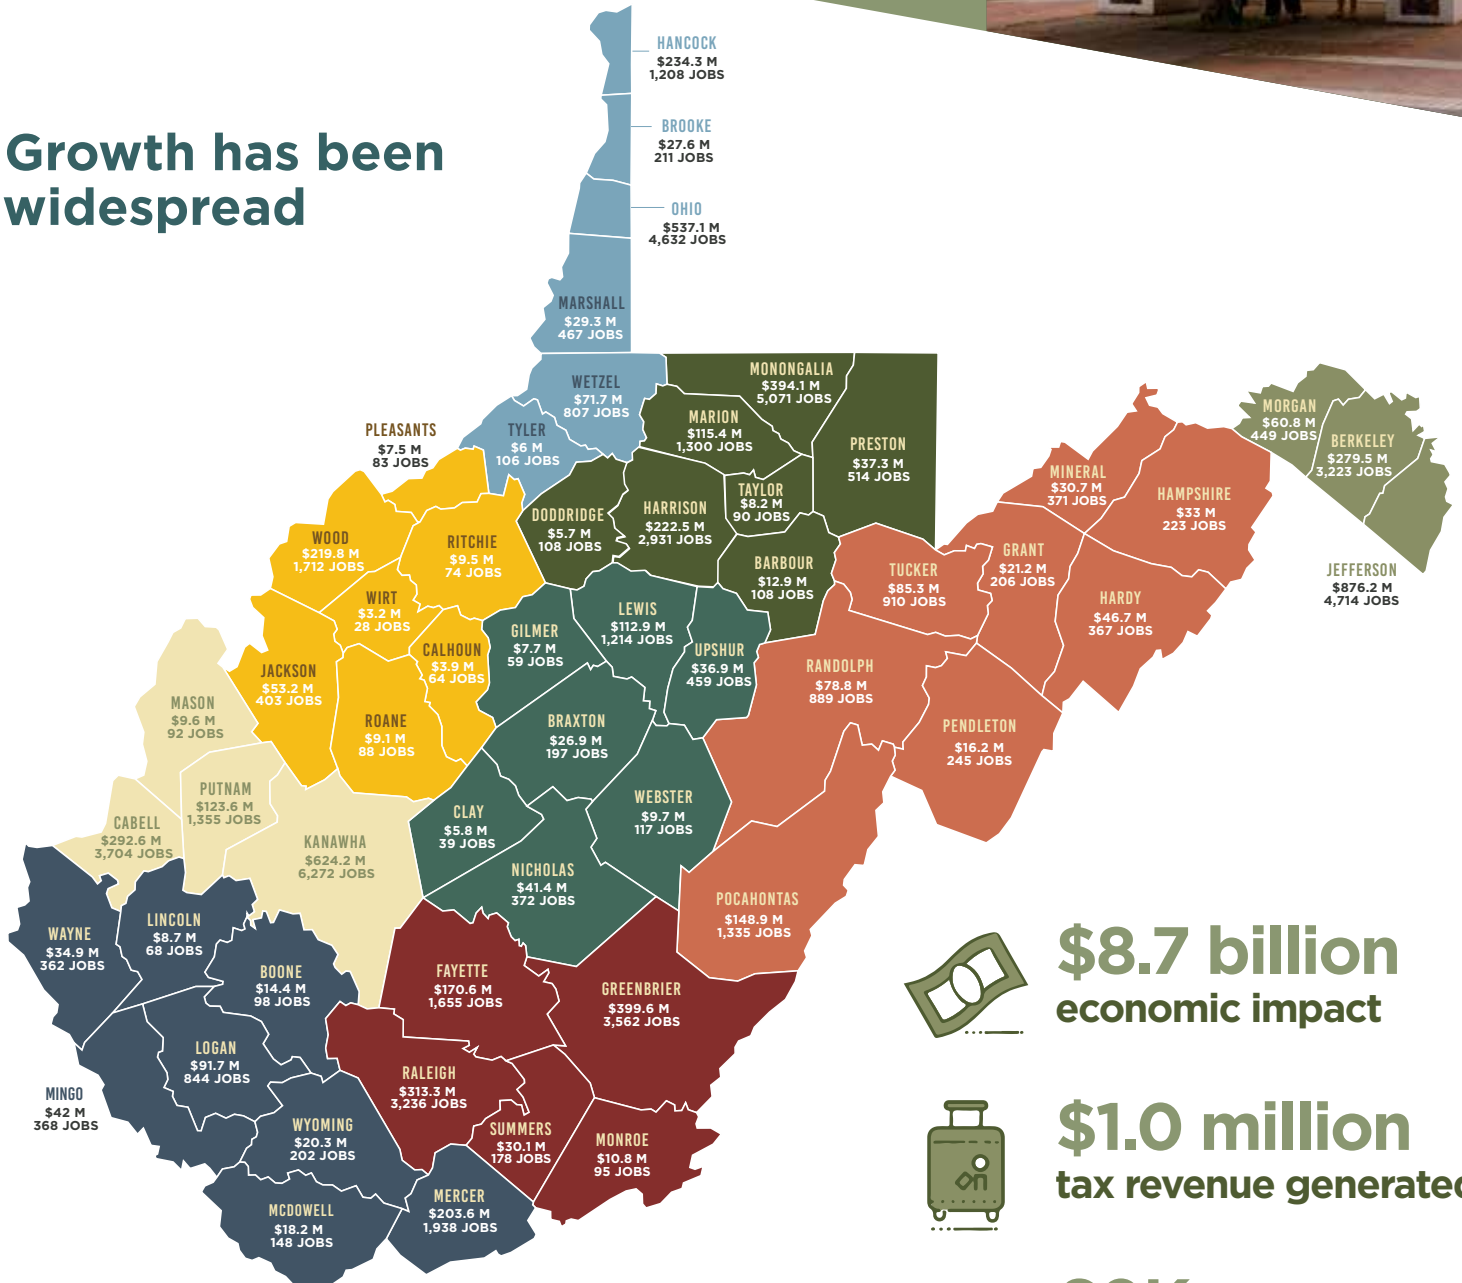 Growth has been
widespread
HANCOCK
$234.3 M
1,208 JOBS
BROOKE
$27.6 M
211 JOBS
OHIO
$537.1 M
4,632 JOBS
MARSHALL
$29.3 M
467 JOBS
WETZEL
$71.7 M
807 JOBS
TYLER
$6 M
106 JOBS
MONONGALIA
$394.1 M
5,071 JOBS
MARION
$115.4 M
1,300 JOBS
PRESTON
$37.3 M
514 JOBS
TAYLOR
$8.2 M
90 JOBS
HARRISON
$222.5 M
2,931 JOBS
DODDRIDGE
$5.7 M
108 JOBS
BARBOUR
$12.9 M
108 JOBS
MORGAN
$60.8 M
449 JOBS
BERKELEY
$279.5 M
3,223 JOBS
JEFFERSON
$876.2 M
4,714 JOBS
MINERAL
$30.7 M
371 JOBS
HAMPSHIRE
$33 M
223 JOBS
GRANT
$21.2 M
206 JOBS
HARDY
$46.7 M
367 JOBS
TUCKER
$85.3 M
910 JOBS
RANDOLPH
$78.8 M
889 JOBS
PENDLETON
$16.2 M
245 JOBS
POCAHONTAS
$148.9 M
1,335 JOBS
PLEASANTS
$7.5 M
83 JOBS
WOOD
$219.8 M
1,712 JOBS
RITCHIE
$9.5 M
74 JOBS
WIRT
$3.2 M
28 JOBS
CALHOUN
$3.9 M
64 JOBS
JACKSON
$53.2 M
403 JOBS
ROANE
$9.1 M
88 JOBS
GILMER
$7.7 M
59 JOBS
LEWIS
$112.9 M
1,214 JOBS
UPSHUR
$36.9 M
459 JOBS
BRAXTON
$26.9 M
197 JOBS
WEBSTER
$9.7 M
117 JOBS
CLAY
$5.8 M
39 JOBS
NICHOLAS
$41.4 M
372 JOBS
MASON
$9.6 M
92 JOBS
PUTNAM
$123.6 M
1,355 JOBS
CABELL
$292.6 M
3,704 JOBS
KANAWHA
$624.2 M
6,272 JOBS
WAYNE
$34.9 M
362 JOBS
LINCOLN
$8.7 M
68 JOBS
BOONE
$14.4 M
98 JOBS
LOGAN
$91.7 M
844 JOBS
MINGO
$42 M
368 JOBS
WYOMING
$20.3 M
202 JOBS
MCDOWELL
$18.2 M
148 JOBS
MERCER
$203.6 M
1,938 JOBS
FAYETTE
$170.6 M
1,655 JOBS
GREENBRIER
$399.6 M
3,562 JOBS
RALEIGH
$313.3 M
3,236 JOBS
SUMMERS
$30.1 M
178 JOBS
MONROE
$10.8 M
95 JOBS
$8.7 billion
economic impact
$1.0 million
tax revenue generated